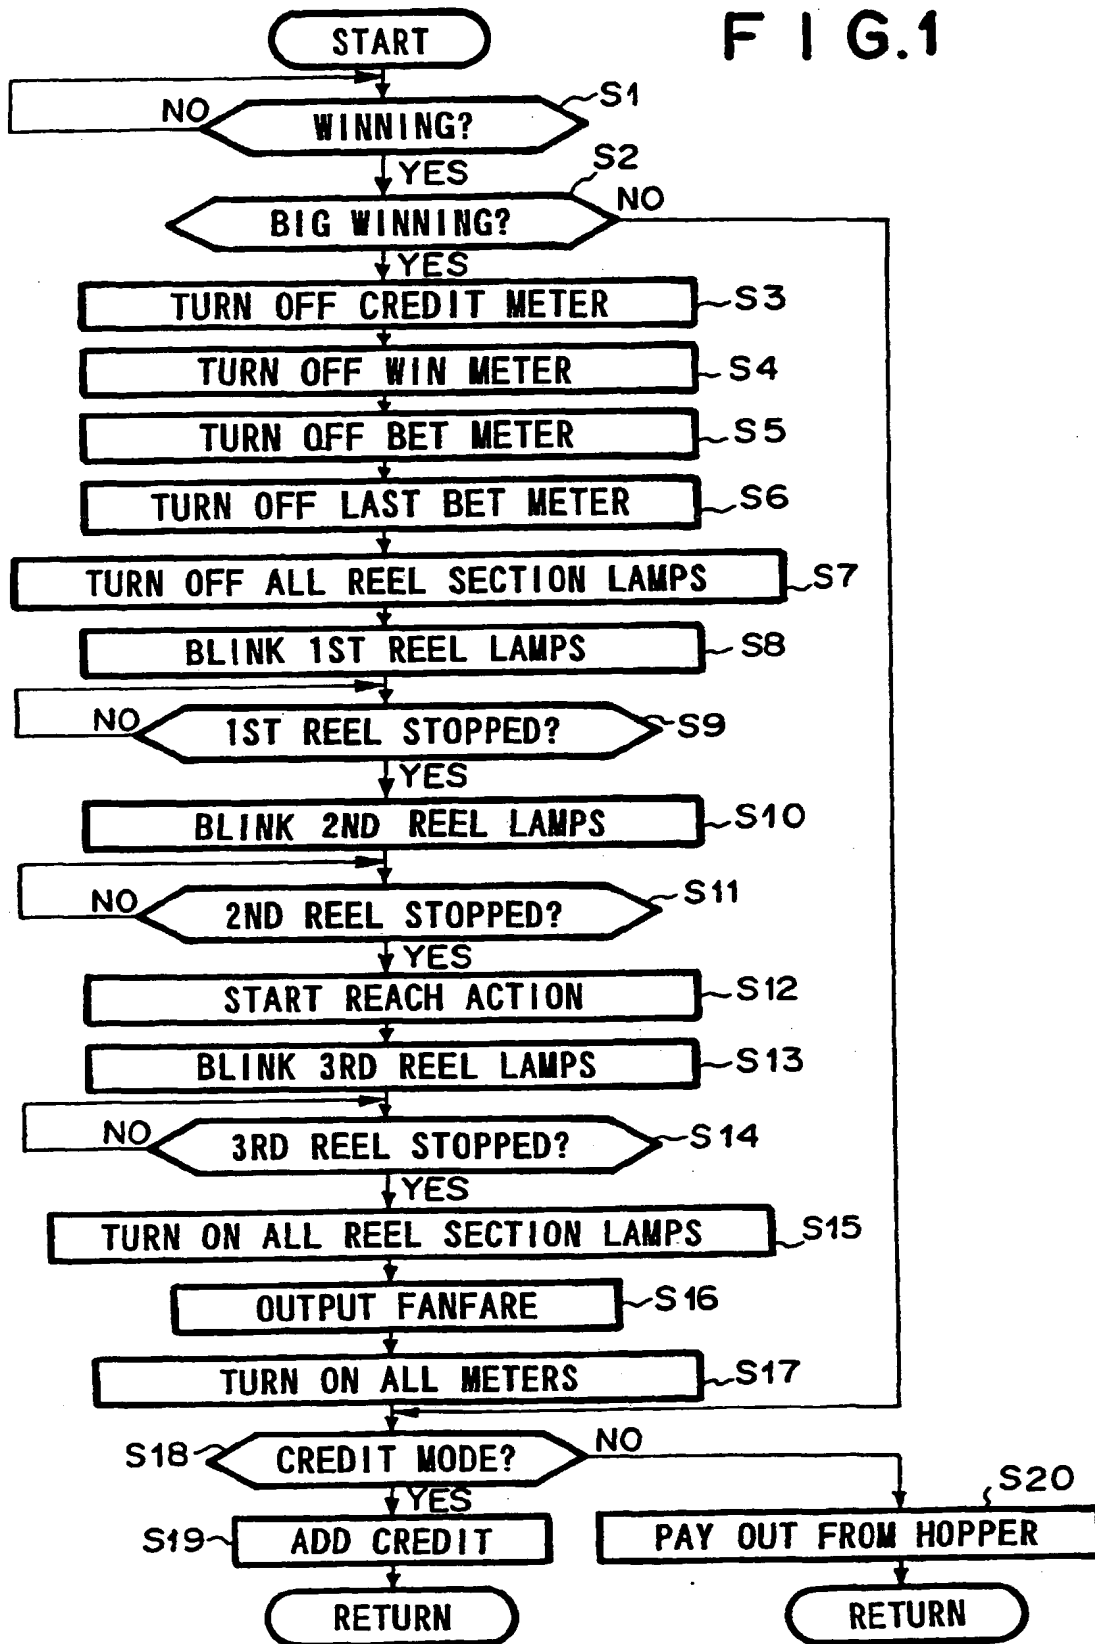 FIG.1
START
S1
NO
WINNING?
YES
S2
NO
BIG WINNING?
YES
TURN OFF CREDIT METER
S3
TURN OFF WIN METER
S4
TURN OFF BET METER
S5
TURN OFF LAST BET METER
S6
TURN OFF ALL REEL SECTION LAMPS
S7
BLINK 1ST REEL LAMPS
S8
NO
1ST REEL STOPPED?
S9
YES
BLINK 2ND REEL LAMPS
S10
NO
2ND REEL STOPPED?
S11
YES
START REACH ACTION
S12
BLINK 3RD REEL LAMPS
S13
NO
3RD REEL STOPPED?
S14
YES
TURN ON ALL REEL SECTION LAMPS
S15
OUTPUT FANFARE
S16
TURN ON ALL METERS
S17
S18
CREDIT MODE?
NO
YES
S20
S19
ADD CREDIT
PAY OUT FROM HOPPER
RETURN
RETURN